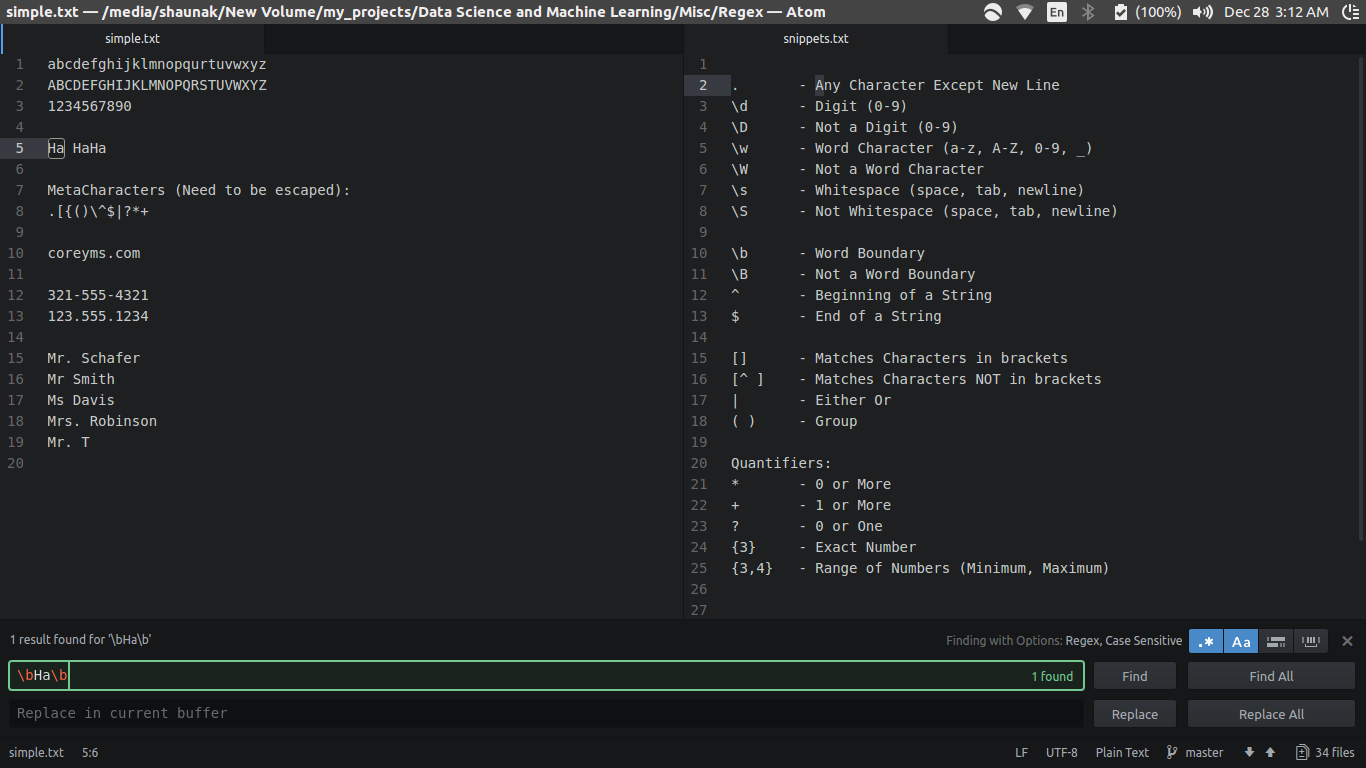 simple.txt — /media/shaunak/New Volume/my_projects/Data Science and Machine Learning/Misc/Regex — Atom
En (100%) Dec 28 3:12 AM
simple.txt
1 abcdefghijklmnopqurtuvwxyz
2 ABCDEFGHIJKLMNOPQRSTUVWXYZ
3 1234567890
4
5 Ha HaHa
6
7 MetaCharacters (Need to be escaped):
8 .[{()\^$|?*+
9
10 coreyms.com
11
12 321-555-4321
13 123.555.1234
14
15 Mr. Schafer
16 Mr Smith
17 Ms Davis
18 Mrs. Robinson
19 Mr. T
20
snippets.txt
1
2 . - Any Character Except New Line
3 \d - Digit (0-9)
4 \D - Not a Digit (0-9)
5 \w - Word Character (a-z, A-Z, 0-9, _)
6 \W - Not a Word Character
7 \s - Whitespace (space, tab, newline)
8 \S - Not Whitespace (space, tab, newline)
9
10 \b - Word Boundary
11 \B - Not a Word Boundary
12 ^ - Beginning of a String
13 $ - End of a String
14
15 [] - Matches Characters in brackets
16 [^ ] - Matches Characters NOT in brackets
17 | - Either Or
18 ( ) - Group
19
20 Quantifiers:
21 * - 0 or More
22 + - 1 or More
23 ? - 0 or One
24 {3} - Exact Number
25 {3,4} - Range of Numbers (Minimum, Maximum)
26
27
1 result found for '\bHa\b'
Finding with Options: Regex, Case Sensitive
.* Aa
\bHa\b 1 found
Find Find All
Replace in current buffer
Replace Replace All
simple.txt 5:6
LF UTF-8 Plain Text master 34 files